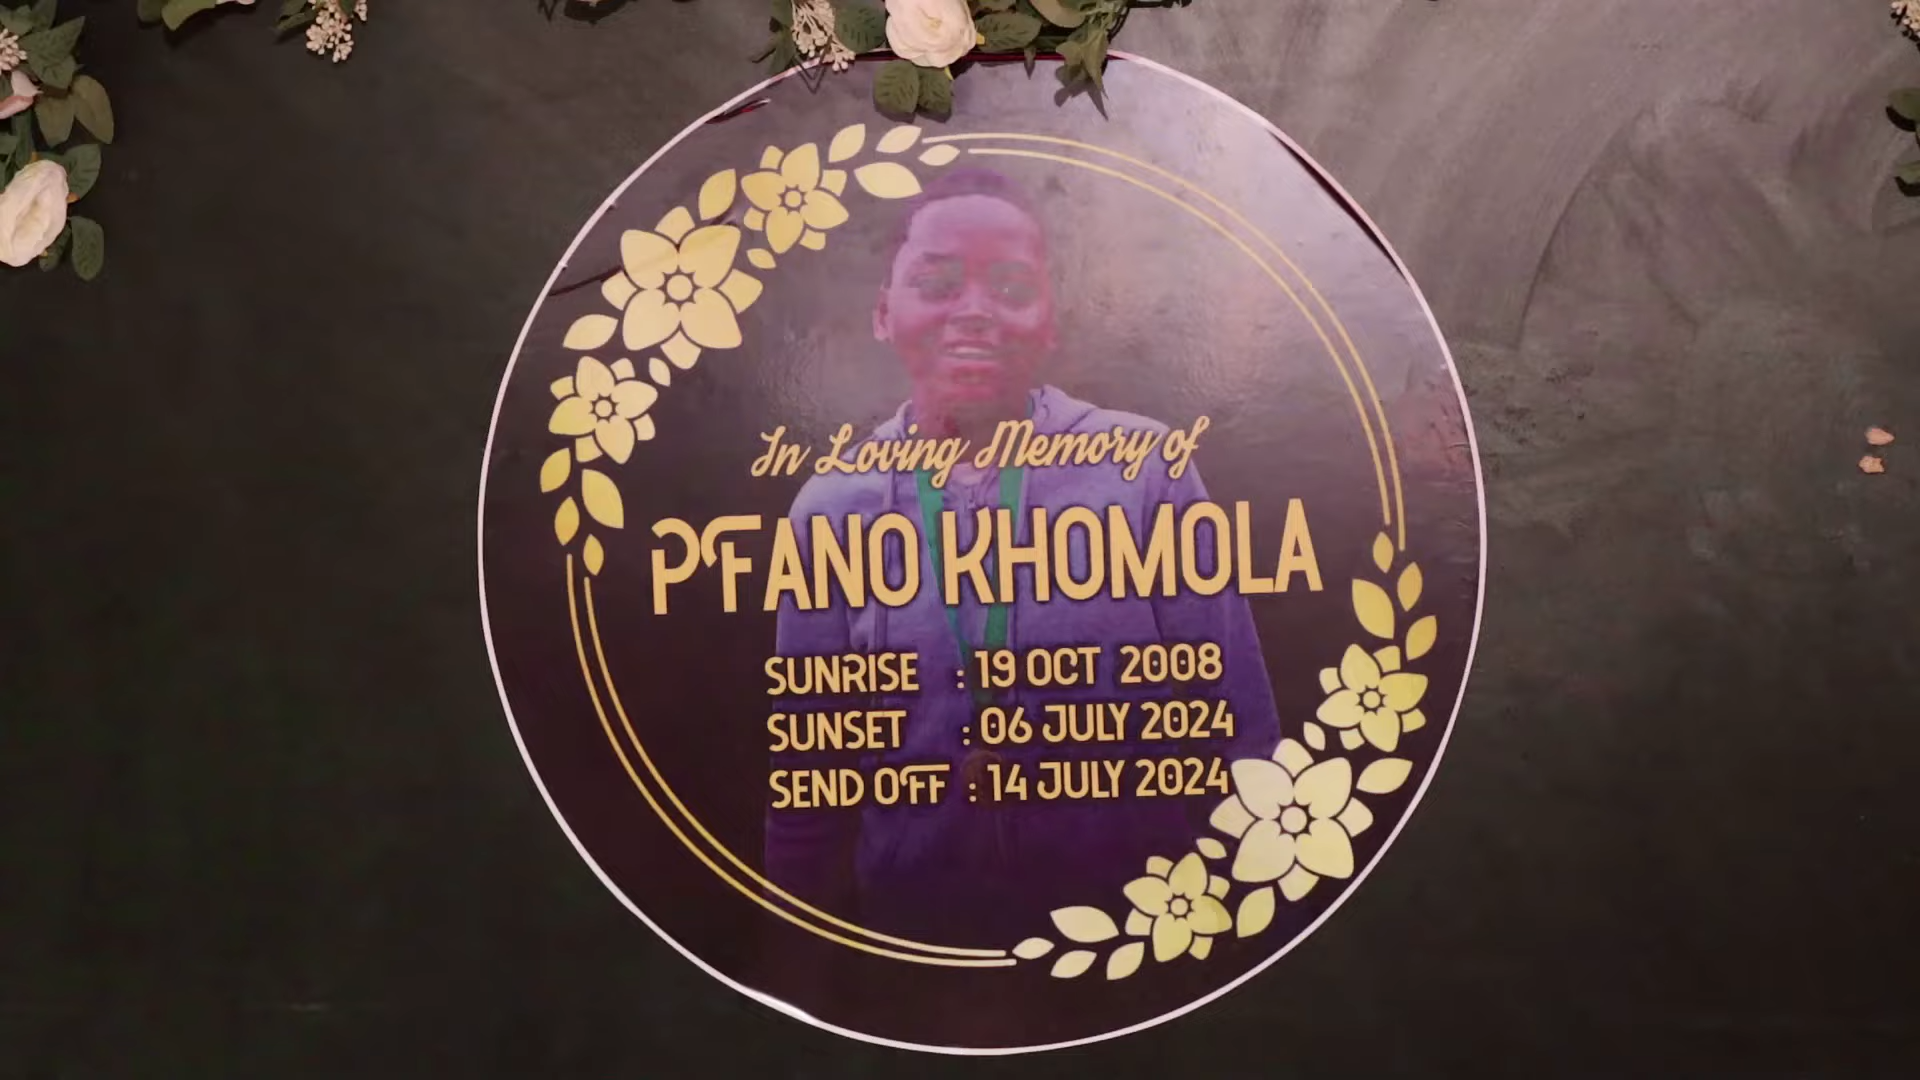 In Loving Memory of
PFANO KHOMOLA
SUNRISE : 19 OCT 2008
SUNSET : 06 JULY 2024
SEND OFF : 14 JULY 2024